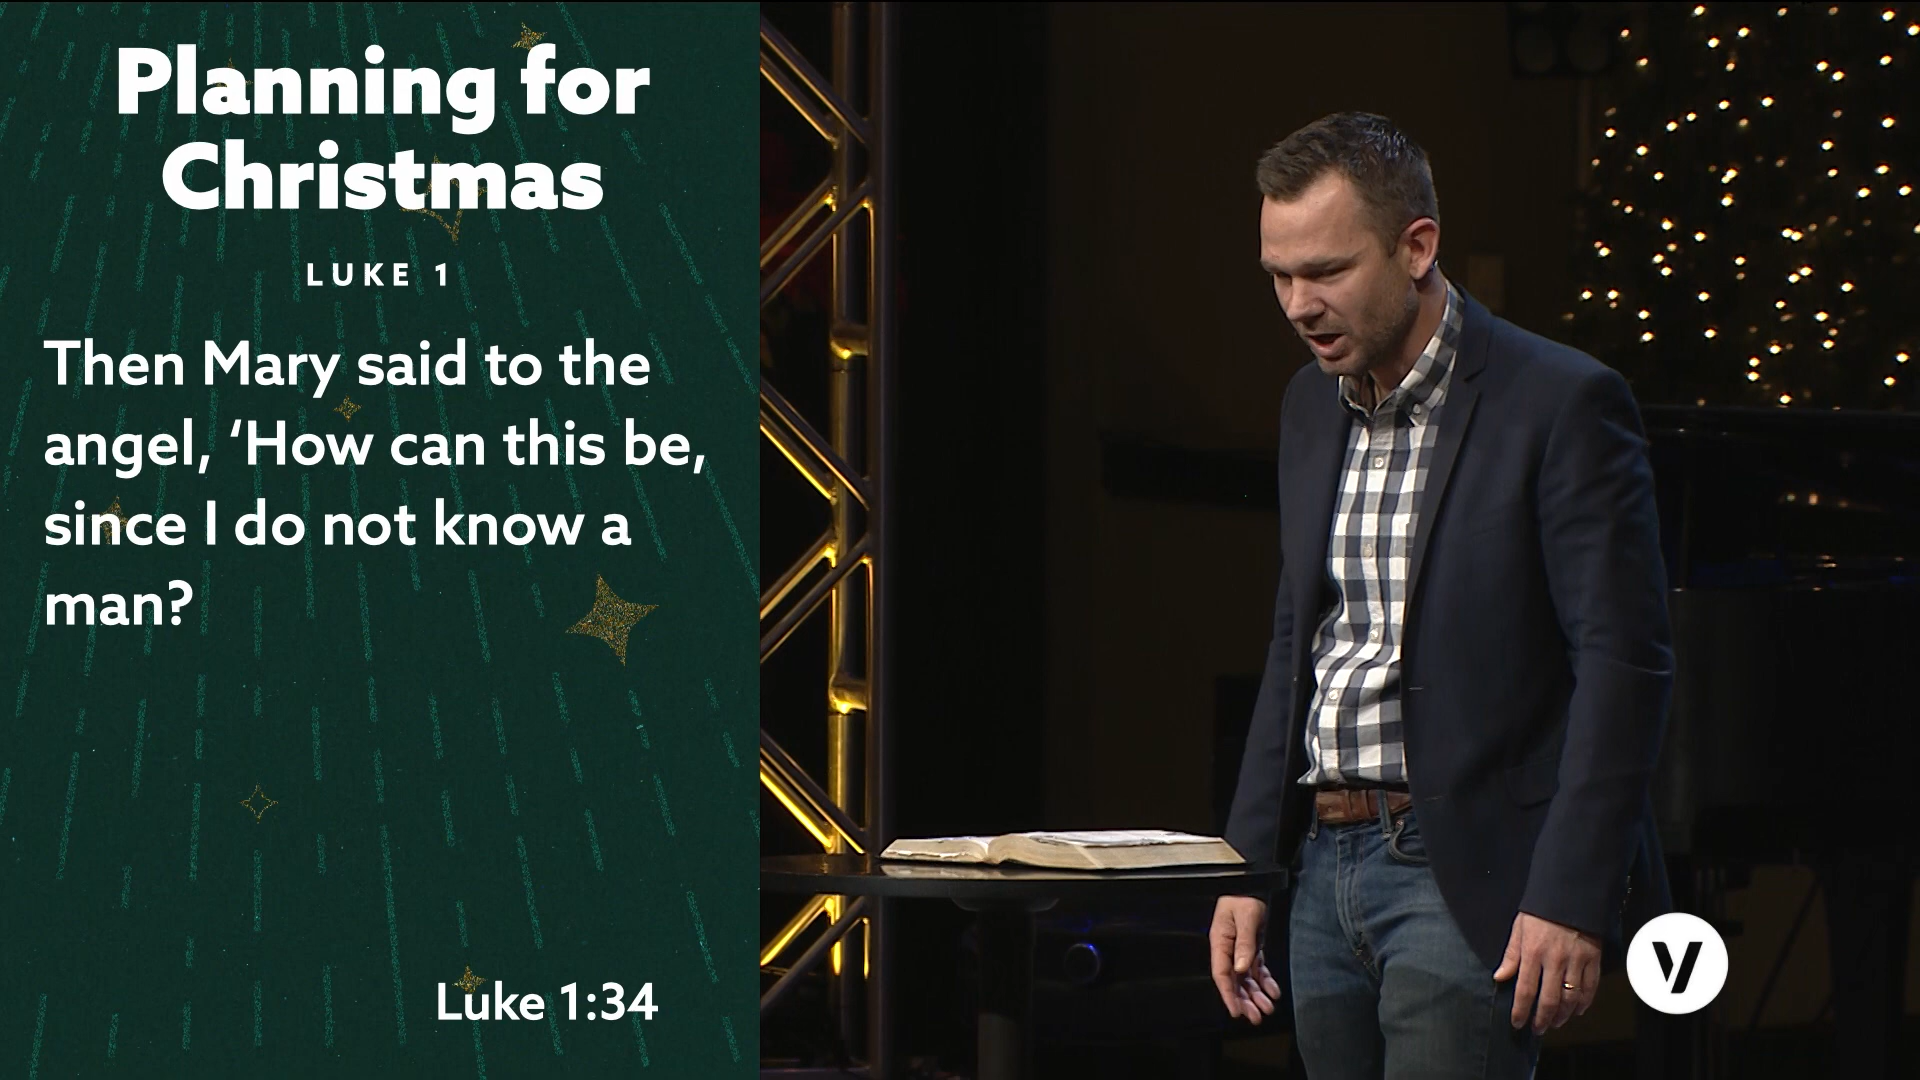 Planning for
Christmas
LUKE 1
Then Mary said to the
angel, ‘How can this be,
since I do not know a
man?
Luke 1:34